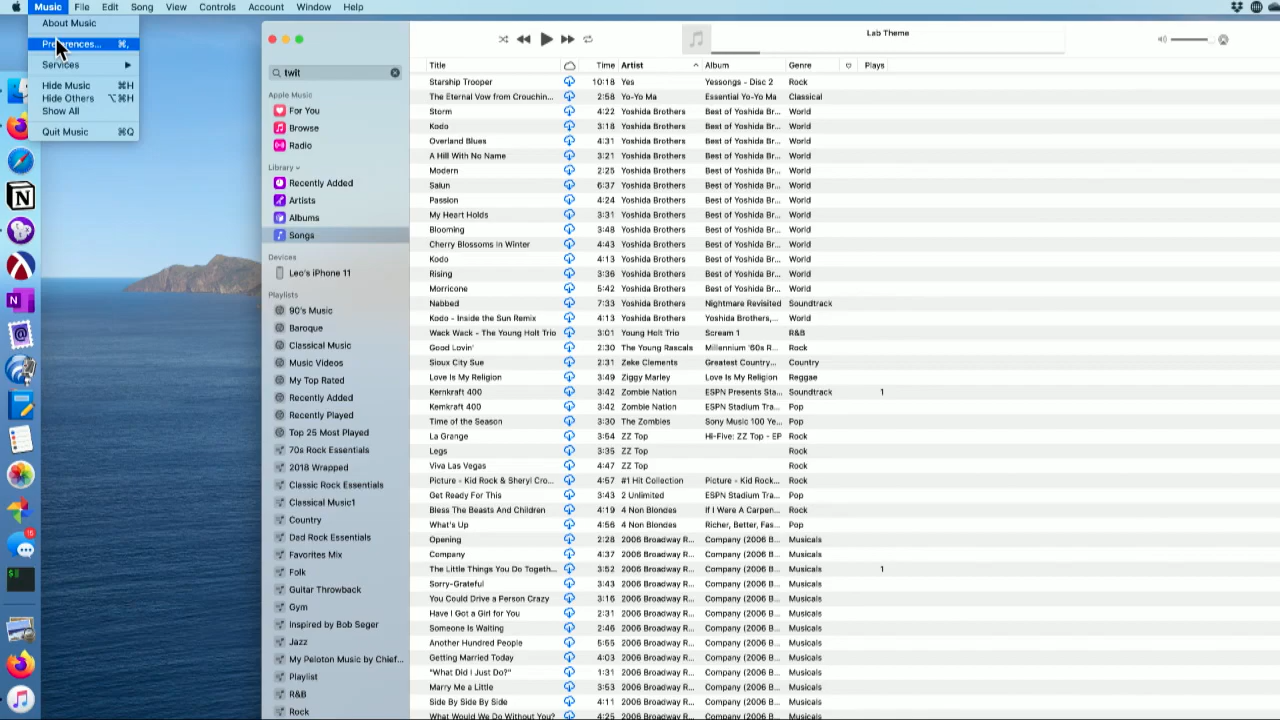 Music File Edit Song View Controls Account Window Help
About Music
Preferences... ⌘,
Services
Hide Music ⌘H
Hide Others ⌥⌘H
Show All
Quit Music ⌘Q
Lab Theme
twit
Apple Music
For You
Browse
Radio
Library
Recently Added
Artists
Albums
Songs
Devices
Leo's iPhone 11
Playlists
90's Music
Baroque
Classical Music
Music Videos
My Top Rated
Recently Added
Recently Played
Top 25 Most Played
70s Rock Essentials
2018 Wrapped
Classic Rock Essentials
Classical Music1
Country
Dad Rock Essentials
Favorites Mix
Folk
Guitar Throwback
Gym
Inspired by Bob Seger
Jazz
My Peloton Music by Chief...
Playlist
R&B
Rock
Title Time Artist Album Genre Plays
Starship Trooper 10:18 Yes Yessongs - Disc 2 Rock
The Eternal Vow from Crouchin... 2:58 Yo-Yo Ma Essential Yo-Yo Ma Classical
Storm 4:22 Yoshida Brothers Best of Yoshida Br... World
Kodo 3:18 Yoshida Brothers Best of Yoshida Br... World
Overland Blues 4:31 Yoshida Brothers Best of Yoshida Br... World
A Hill With No Name 3:21 Yoshida Brothers Best of Yoshida Br... World
Modern 2:25 Yoshida Brothers Best of Yoshida Br... World
Saiun 6:37 Yoshida Brothers Best of Yoshida Br... World
Passion 4:24 Yoshida Brothers Best of Yoshida Br... World
My Heart Holds 3:31 Yoshida Brothers Best of Yoshida Br... World
Blooming 3:48 Yoshida Brothers Best of Yoshida Br... World
Cherry Blossoms in Winter 4:43 Yoshida Brothers Best of Yoshida Br... World
Kodo 4:13 Yoshida Brothers Best of Yoshida Br... World
Rising 3:36 Yoshida Brothers Best of Yoshida Br... World
Morricone 5:42 Yoshida Brothers Best of Yoshida Br... World
Nabbed 7:33 Yoshida Brothers Nightmare Revisited Soundtrack
Kodo - Inside the Sun Remix 4:13 Yoshida Brothers Yoshida Brothers,... World
Wack Wack - The Young Holt Trio 3:01 Young Holt Trio Scream 1 R&B
Good Lovin' 2:30 The Young Rascals Millennium '60s R... Rock
Sioux City Sue 2:31 Zeke Clements Greatest Country... Country
Love Is My Religion 3:49 Ziggy Marley Love Is My Religion Reggae
Kernkraft 400 3:42 Zombie Nation ESPN Presents Sta... Soundtrack 1
Kernkraft 400 3:42 Zombie Nation ESPN Stadium Tra... Pop
Time of the Season 3:30 The Zombies Sony Music 100 Ye... Pop
La Grange 3:54 ZZ Top Hi-Five: ZZ Top - EP Rock
Legs 3:35 ZZ Top Rock
Viva Las Vegas 4:47 ZZ Top Rock
Picture - Kid Rock & Sheryl Cro... 4:57 #1 Hit Collection Picture - Kid Rock... Rock
Get Ready For This 3:43 2 Unlimited ESPN Stadium Tra... Pop
Bless The Beasts And Children 4:19 4 Non Blondes If I Were A Carpen... Rock
What's Up 4:56 4 Non Blondes Richer, Better, Fas... Pop
Opening 2:28 2006 Broadway R... Company (2006 B... Musicals
Company 4:37 2006 Broadway R... Company (2006 B... Musicals
The Little Things You Do Togeth... 3:52 2006 Broadway R... Company (2006 B... Musicals 1
Sorry-Grateful 3:43 2006 Broadway R... Company (2006 B... Musicals
You Could Drive a Person Crazy 3:16 2006 Broadway R... Company (2006 B... Musicals
Have I Got a Girl for You 2:31 2006 Broadway R... Company (2006 B... Musicals
Someone Is Waiting 2:46 2006 Broadway R... Company (2006 B... Musicals
Another Hundred People 5:55 2006 Broadway R... Company (2006 B... Musicals
Getting Married Today 4:03 2006 Broadway R... Company (2006 B... Musicals
"What Did I Just Do?" 1:31 2006 Broadway R... Company (2006 B... Musicals
Marry Me a Little 3:53 2006 Broadway R... Company (2006 B... Musicals
Side By Side By Side 4:11 2006 Broadway R... Company (2006 B... Musicals
What Would We Do Without You? 4:25 2006 Broadway R... Company (2006 B... Musicals